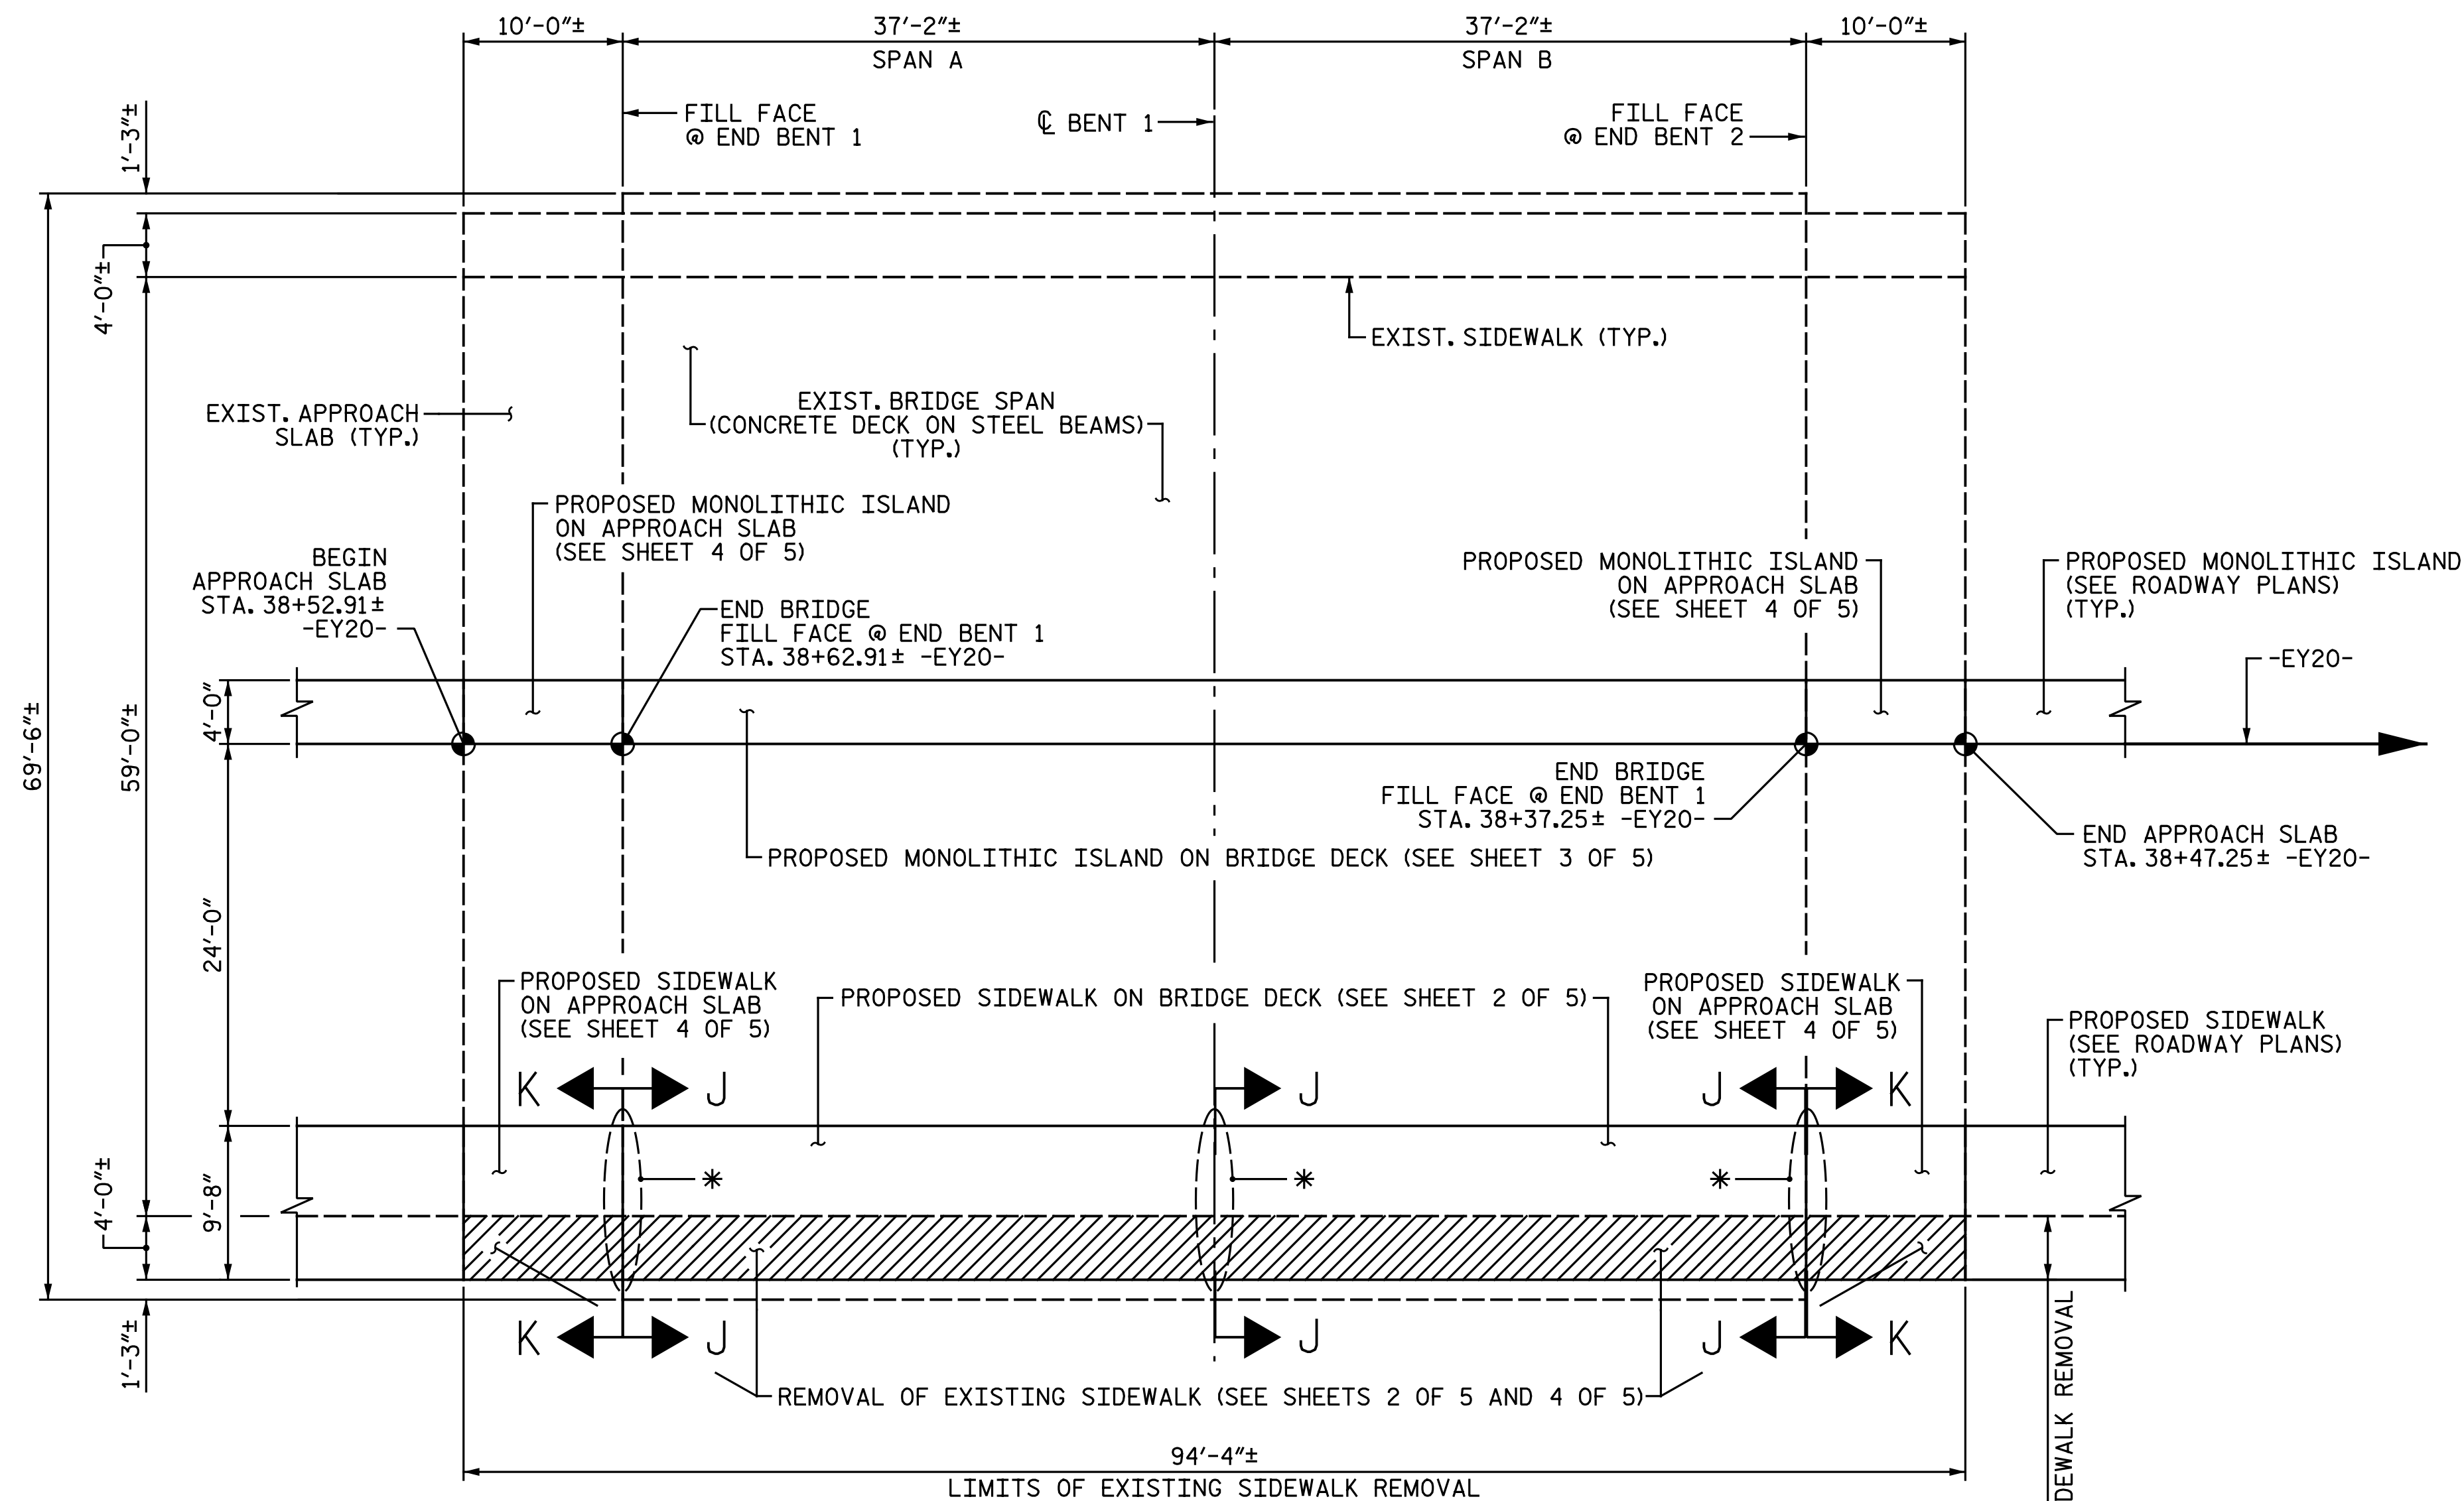 10'-0"±
37'-2"±
37'-2"±
10'-0"±
SPAN A
SPAN B
1'-3"±
FILL FACE
@ END BENT 1
℄ BENT 1
FILL FACE
@ END BENT 2
4'-0"±
EXIST. SIDEWALK (TYP.)
EXIST. APPROACH
SLAB (TYP.)
EXIST. BRIDGE SPAN
(CONCRETE DECK ON STEEL BEAMS)
(TYP.)
PROPOSED MONOLITHIC ISLAND
ON APPROACH SLAB
(SEE SHEET 4 OF 5)
BEGIN
APPROACH SLAB
STA. 38+52.91±
-EY20-
END BRIDGE
FILL FACE @ END BENT 1
STA. 38+62.91± -EY20-
PROPOSED MONOLITHIC ISLAND
ON APPROACH SLAB
(SEE SHEET 4 OF 5)
PROPOSED MONOLITHIC ISLAND
(SEE ROADWAY PLANS)
(TYP.)
-EY20-
69'-6"±
59'-0"±
4'-0"
END BRIDGE
FILL FACE @ END BENT 1
STA. 38+37.25± -EY20-
END APPROACH SLAB
STA. 38+47.25± -EY20-
PROPOSED MONOLITHIC ISLAND ON BRIDGE DECK (SEE SHEET 3 OF 5)
24'-0"
PROPOSED SIDEWALK
ON APPROACH SLAB
(SEE SHEET 4 OF 5)
PROPOSED SIDEWALK ON BRIDGE DECK (SEE SHEET 2 OF 5)
PROPOSED SIDEWALK
ON APPROACH SLAB
(SEE SHEET 4 OF 5)
PROPOSED SIDEWALK
(SEE ROADWAY PLANS)
(TYP.)
K J
J
J K
4'-0"±
9'-8"
*
*
*
K J
J
J K
1'-3"±
REMOVAL OF EXISTING SIDEWALK (SEE SHEETS 2 OF 5 AND 4 OF 5)
DEWALK REMOVAL
94'-4"±
LIMITS OF EXISTING SIDEWALK REMOVAL